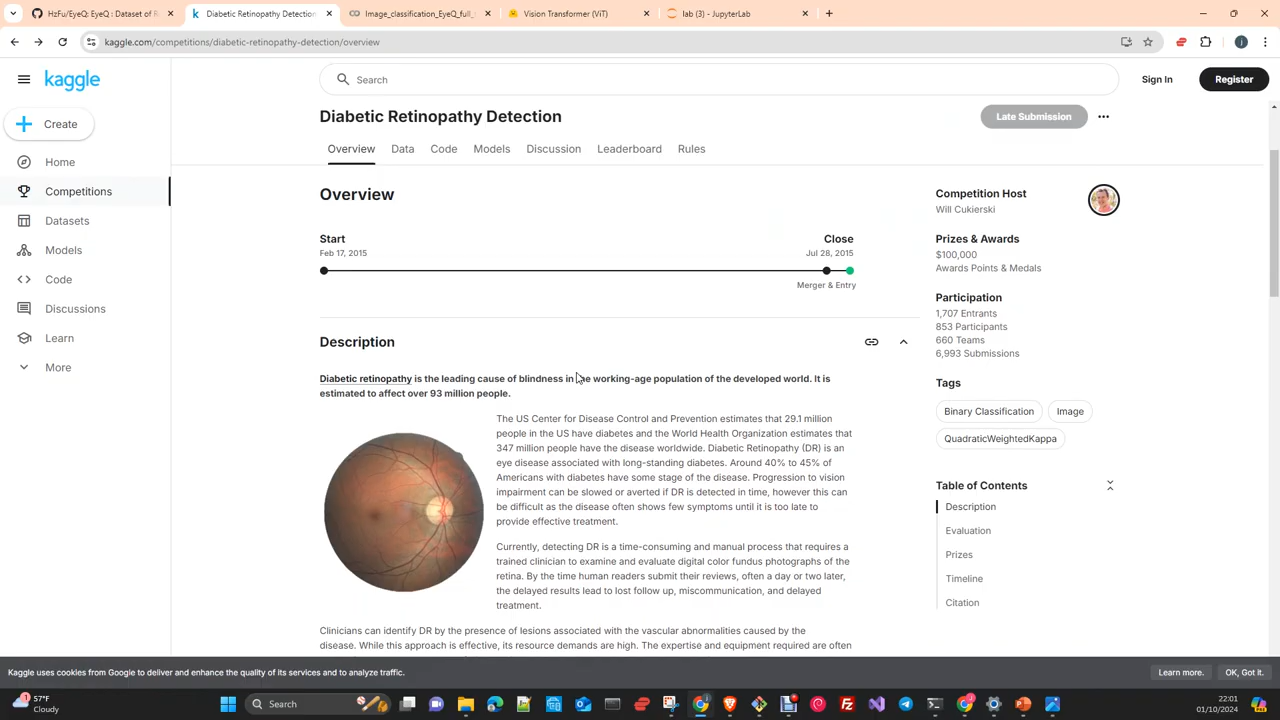 HzFu/EyeQ: EyeQ : Dataset of R
Diabetic Retinopathy Detection
Image_classification_EyeQ_full_
Vision Transformer (ViT)
lab (3) - JupyterLab
kaggle.com/competitions/diabetic-retinopathy-detection/overview
kaggle
Search
Sign In
Register
Create
Diabetic Retinopathy Detection
Late Submission
Overview
Data
Code
Models
Discussion
Leaderboard
Rules
Home
Competitions
Datasets
Models
Code
Discussions
Learn
More
Overview
Start
Close
Feb 17, 2015
Jul 28, 2015
Merger & Entry
Description
Diabetic retinopathy is the leading cause of blindness in the working-age population of the developed world. It is
estimated to affect over 93 million people.
The US Center for Disease Control and Prevention estimates that 29.1 million
people in the US have diabetes and the World Health Organization estimates that
347 million people have the disease worldwide. Diabetic Retinopathy (DR) is an
eye disease associated with long-standing diabetes. Around 40% to 45% of
Americans with diabetes have some stage of the disease. Progression to vision
impairment can be slowed or averted if DR is detected in time, however this can
be difficult as the disease often shows few symptoms until it is too late to
provide effective treatment.
Currently, detecting DR is a time-consuming and manual process that requires a
trained clinician to examine and evaluate digital color fundus photographs of the
retina. By the time human readers submit their reviews, often a day or two later,
the delayed results lead to lost follow up, miscommunication, and delayed
treatment.
Clinicians can identify DR by the presence of lesions associated with the vascular abnormalities caused by the
disease. While this approach is effective, its resource demands are high. The expertise and equipment required are often
Competition Host
Will Cukierski
Prizes & Awards
$100,000
Awards Points & Medals
Participation
1,707 Entrants
853 Participants
660 Teams
6,993 Submissions
Tags
Binary Classification
Image
QuadraticWeightedKappa
Table of Contents
Description
Evaluation
Prizes
Timeline
Citation
Kaggle uses cookies from Google to deliver and enhance the quality of its services and to analyze traffic.
Learn more.
OK, Got it.
57°F
Cloudy
Search
22:01
01/10/2024